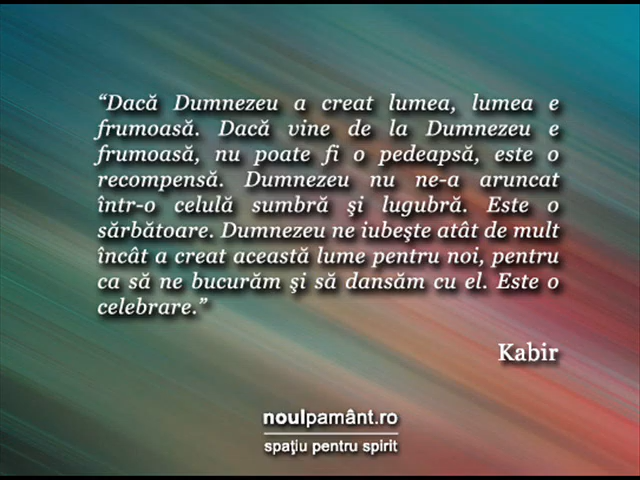 “Dacă Dumnezeu a creat lumea, lumea e
frumoasă. Dacă vine de la Dumnezeu e
frumoasă, nu poate fi o pedeapsă, este o
recompensă. Dumnezeu nu ne-a aruncat
într-o celulă sumbră şi lugubră. Este o
sărbătoare. Dumnezeu ne iubeşte atât de mult
încât a creat această lume pentru noi, pentru
ca să ne bucurăm şi să dansăm cu el. Este o
celebrare.”
Kabir
noulpamânt.ro
spaţiu pentru spirit